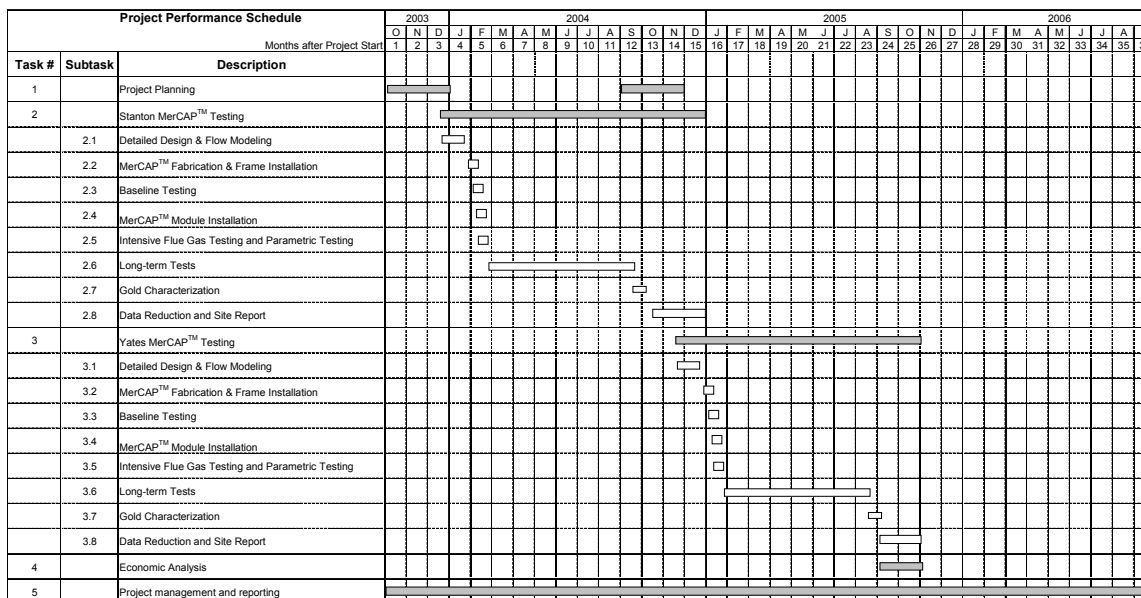 Project Performance Schedule 2003 2004 2005 2006
O N D J F M A M J J A S O N D J F M A M J J A S O N D J F M A M J J A
Months after Project Start 1 2 3 4 5 6 7 8 9 10 11 12 13 14 15 16 17 18 19 20 21 22 23 24 25 26 27 28 29 30 31 32 33 34 35
Task # Subtask Description
1 Project Planning
2 Stanton MerCAP™ Testing
2.1 Detailed Design & Flow Modeling
2.2 MerCAP™ Fabrication & Frame Installation
2.3 Baseline Testing
2.4 MerCAP™ Module Installation
2.5 Intensive Flue Gas Testing and Parametric Testing
2.6 Long-term Tests
2.7 Gold Characterization
2.8 Data Reduction and Site Report
3 Yates MerCAP™ Testing
3.1 Detailed Design & Flow Modeling
3.2 MerCAP™ Fabrication & Frame Installation
3.3 Baseline Testing
3.4 MerCAP™ Module Installation
3.5 Intensive Flue Gas Testing and Parametric Testing
3.6 Long-term Tests
3.7 Gold Characterization
3.8 Data Reduction and Site Report
4 Economic Analysis
5 Project management and reporting